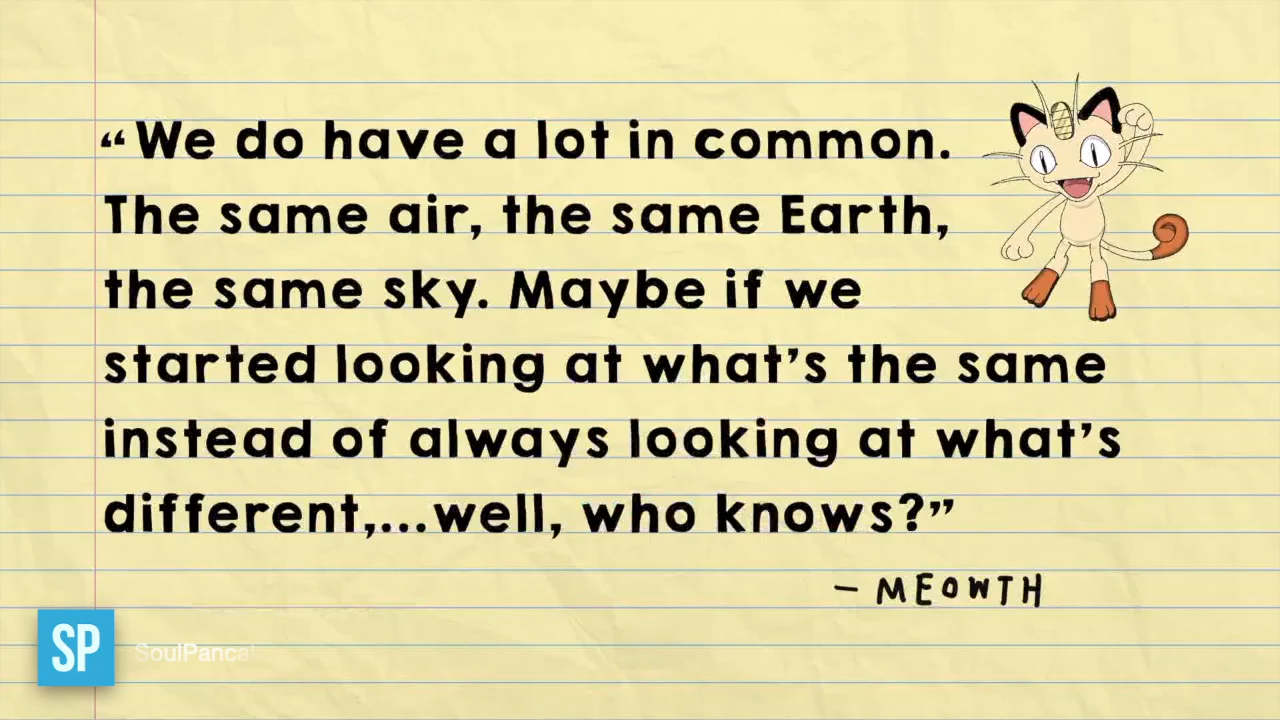 “We do have a lot in common.
The same air, the same Earth,
the same sky. Maybe if we
started looking at what’s the same
instead of always looking at what’s
different,...well, who knows?”
– MEOWTH
SP